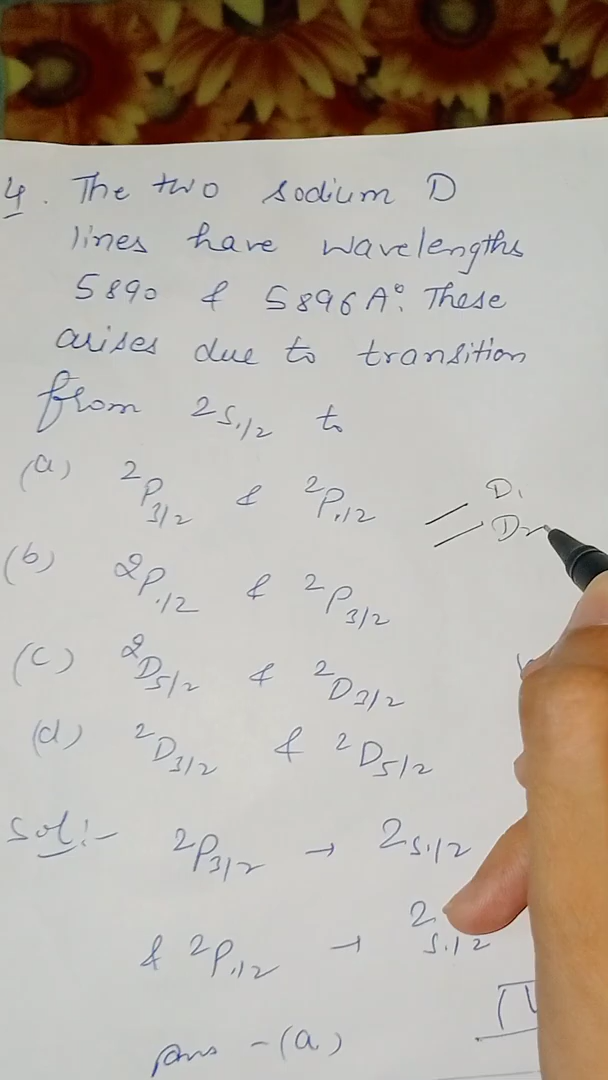 4. The two sodium D
lines have wavelengths
5890 & 5896 A°. These
arises due to transition
from 2S1/2 to
(a) 2P3/2 & 2P1/2
D1
D2
(b) 2P1/2 & 2P3/2
(c) 2D5/2 & 2D3/2
(d) 2D3/2 & 2D5/2
Sol:- 2P3/2 → 2S1/2
& 2P1/2 → 2S1/2
Ans - (a)